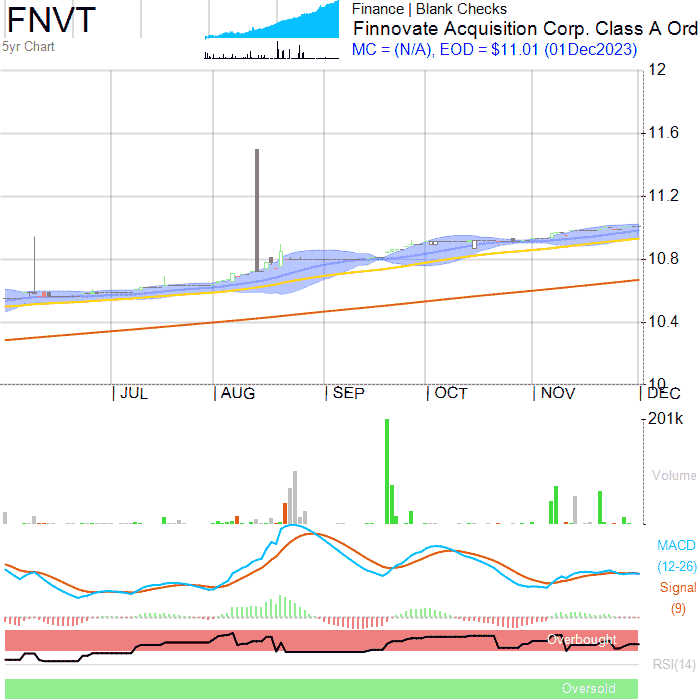 FNVT
5yr Chart
Finance | Blank Checks
Finnovate Acquisition Corp. Class A Ord
MC = (N/A), EOD = $11.01 (01Dec2023)
12
11.6
11.2
10.8
10.4
10
JUL AUG SEP OCT NOV DEC
201k
Volume
MACD
(12-26)
Signal
(9)
Overbought
RSI(14)
Oversold